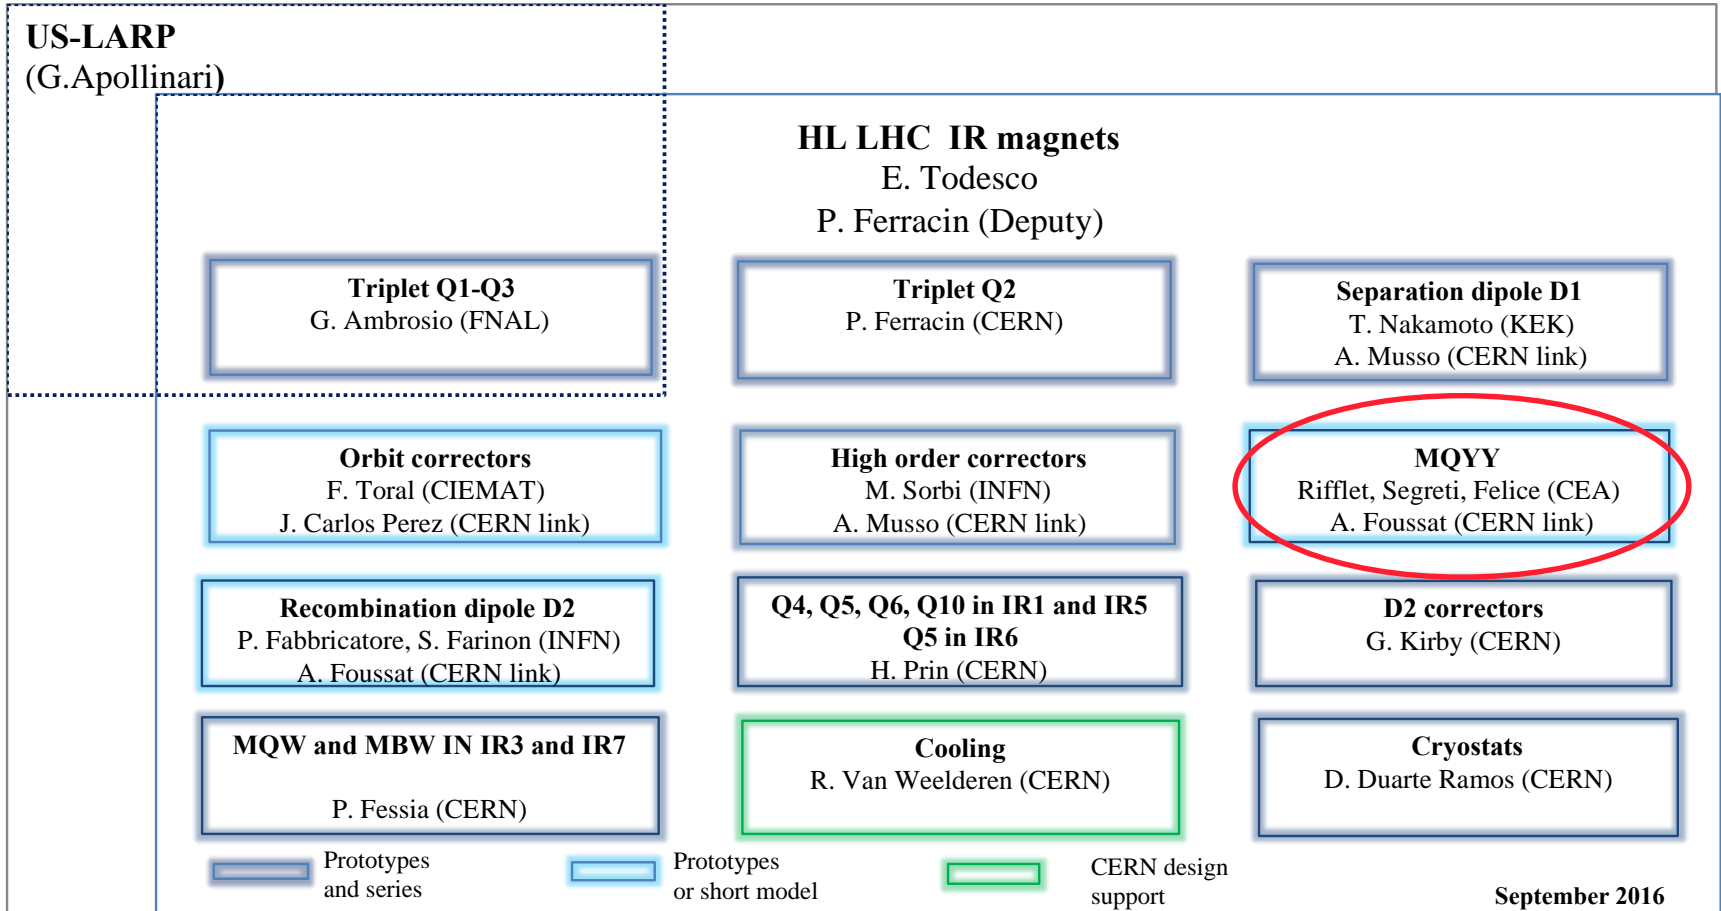 US-LARP
(G.Apollinari)
HL LHC IR magnets
E. Todesco
P. Ferracin (Deputy)
Triplet Q1-Q3
G. Ambrosio (FNAL)
Triplet Q2
P. Ferracin (CERN)
Separation dipole D1
T. Nakamoto (KEK)
A. Musso (CERN link)
Orbit correctors
F. Toral (CIEMAT)
J. Carlos Perez (CERN link)
High order correctors
M. Sorbi (INFN)
A. Musso (CERN link)
MQYY
Rifflet, Segreti, Felice (CEA)
A. Foussat (CERN link)
Recombination dipole D2
P. Fabbricatore, S. Farinon (INFN)
A. Foussat (CERN link)
Q4, Q5, Q6, Q10 in IR1 and IR5
Q5 in IR6
H. Prin (CERN)
D2 correctors
G. Kirby (CERN)
MQW and MBW IN IR3 and IR7
P. Fessia (CERN)
Cooling
R. Van Weelderen (CERN)
Cryostats
D. Duarte Ramos (CERN)
Prototypes
and series
Prototypes
or short model
CERN design
support
September 2016